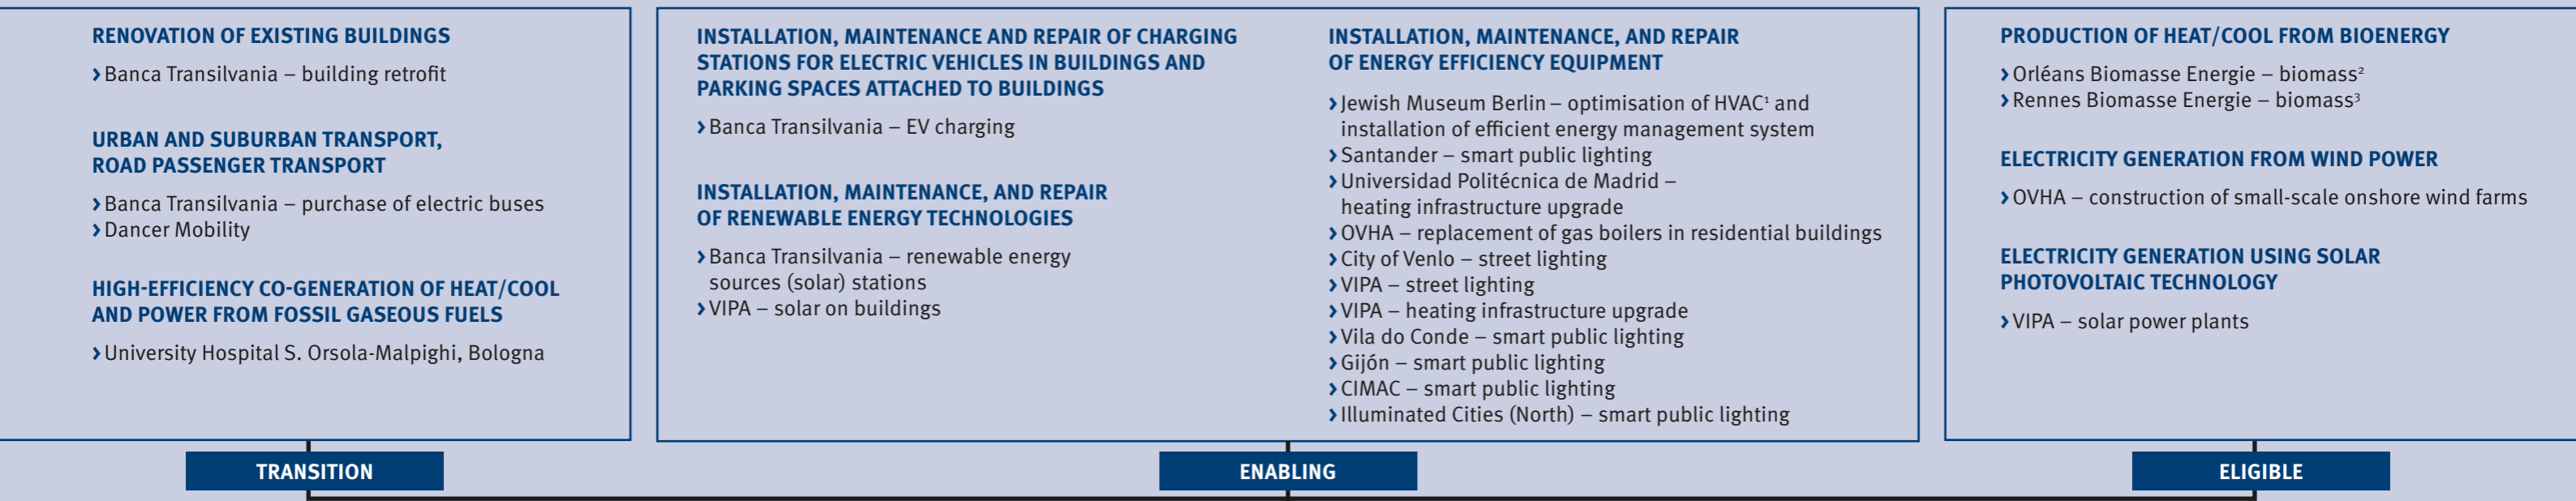 RENOVATION OF EXISTING BUILDINGS
› Banca Transilvania – building retrofit
URBAN AND SUBURBAN TRANSPORT,
ROAD PASSENGER TRANSPORT
› Banca Transilvania – purchase of electric buses
› Dancer Mobility
HIGH-EFFICIENCY CO-GENERATION OF HEAT/COOL
AND POWER FROM FOSSIL GASEOUS FUELS
› University Hospital S. Orsola-Malpighi, Bologna
TRANSITION
INSTALLATION, MAINTENANCE AND REPAIR OF CHARGING
STATIONS FOR ELECTRIC VEHICLES IN BUILDINGS AND
PARKING SPACES ATTACHED TO BUILDINGS
› Banca Transilvania – EV charging
INSTALLATION, MAINTENANCE, AND REPAIR
OF RENEWABLE ENERGY TECHNOLOGIES
› Banca Transilvania – renewable energy
sources (solar) stations
› VIPA – solar on buildings
INSTALLATION, MAINTENANCE, AND REPAIR
OF ENERGY EFFICIENCY EQUIPMENT
› Jewish Museum Berlin – optimisation of HVAC¹ and
installation of efficient energy management system
› Santander – smart public lighting
› Universidad Politécnica de Madrid –
heating infrastructure upgrade
› OVHA – replacement of gas boilers in residential buildings
› City of Venlo – street lighting
› VIPA – street lighting
› VIPA – heating infrastructure upgrade
› Vila do Conde – smart public lighting
› Gijón – smart public lighting
› CIMAC – smart public lighting
› Illuminated Cities (North) – smart public lighting
ENABLING
PRODUCTION OF HEAT/COOL FROM BIOENERGY
› Orléans Biomasse Energie – biomass²
› Rennes Biomasse Energie – biomass³
ELECTRICITY GENERATION FROM WIND POWER
› OVHA – construction of small-scale onshore wind farms
ELECTRICITY GENERATION USING SOLAR
PHOTOVOLTAIC TECHNOLOGY
› VIPA – solar power plants
ELIGIBLE